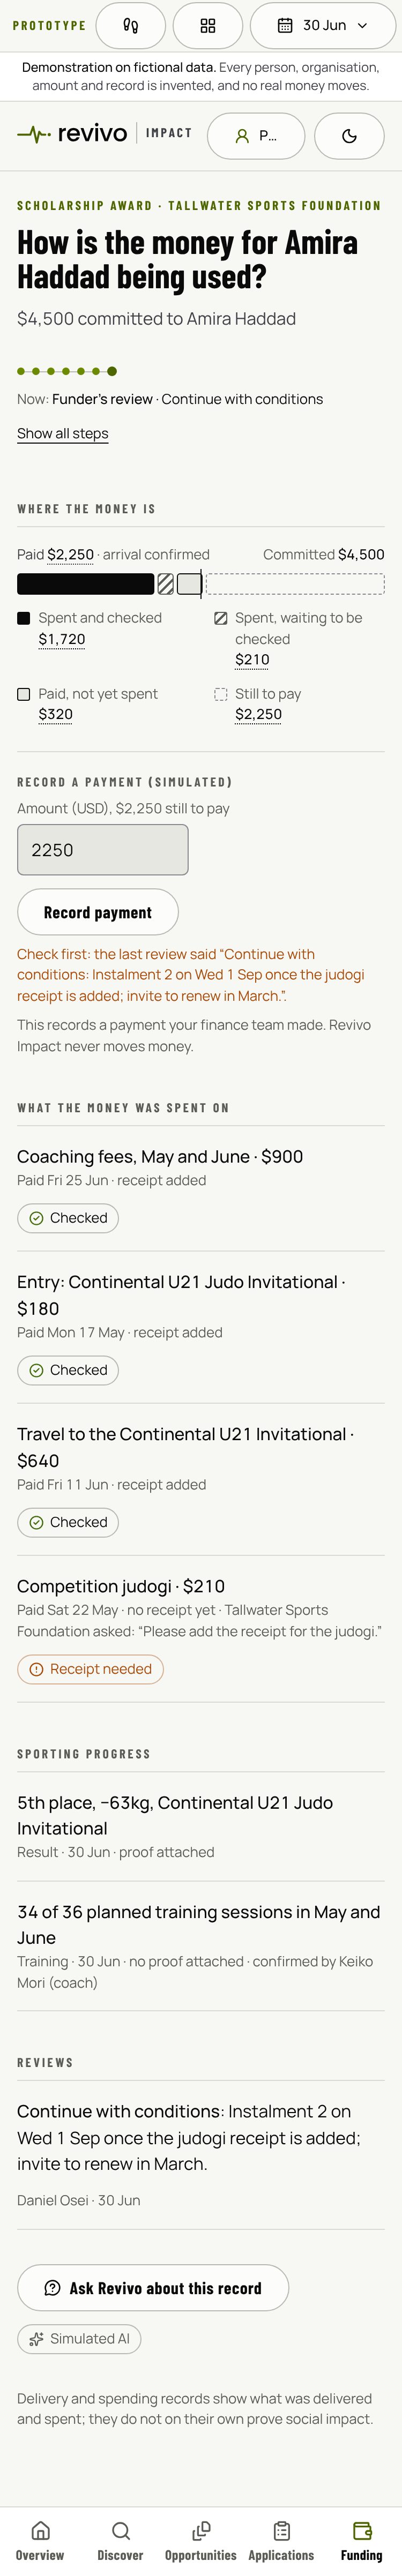 PROTOTYPE
30 Jun
Demonstration on fictional data. Every person, organisation,
amount and record is invented, and no real money moves.
revivo IMPACT
P...
SCHOLARSHIP AWARD · TALLWATER SPORTS FOUNDATION
How is the money for Amira
Haddad being used?
$4,500 committed to Amira Haddad
Now: Funder's review · Continue with conditions
Show all steps
WHERE THE MONEY IS
Paid $2,250 · arrival confirmed Committed $4,500
Spent and checked
$1,720
Spent, waiting to be
checked
$210
Paid, not yet spent
$320
Still to pay
$2,250
RECORD A PAYMENT (SIMULATED)
Amount (USD), $2,250 still to pay
2250
Record payment
Check first: the last review said “Continue with
conditions: Instalment 2 on Wed 1 Sep once the judogi
receipt is added; invite to renew in March.”.
This records a payment your finance team made. Revivo
Impact never moves money.
WHAT THE MONEY WAS SPENT ON
Coaching fees, May and June · $900
Paid Fri 25 Jun · receipt added
Checked
Entry: Continental U21 Judo Invitational ·
$180
Paid Mon 17 May · receipt added
Checked
Travel to the Continental U21 Invitational ·
$640
Paid Fri 11 Jun · receipt added
Checked
Competition judogi · $210
Paid Sat 22 May · no receipt yet · Tallwater Sports
Foundation asked: “Please add the receipt for the judogi.”
Receipt needed
SPORTING PROGRESS
5th place, −63kg, Continental U21 Judo
Invitational
Result · 30 Jun · proof attached
34 of 36 planned training sessions in May and
June
Training · 30 Jun · no proof attached · confirmed by Keiko
Mori (coach)
REVIEWS
Continue with conditions: Instalment 2 on
Wed 1 Sep once the judogi receipt is added;
invite to renew in March.
Daniel Osei · 30 Jun
Ask Revivo about this record
Simulated AI
Delivery and spending records show what was delivered
and spent; they do not on their own prove social impact.
Overview Discover Opportunities Applications Funding